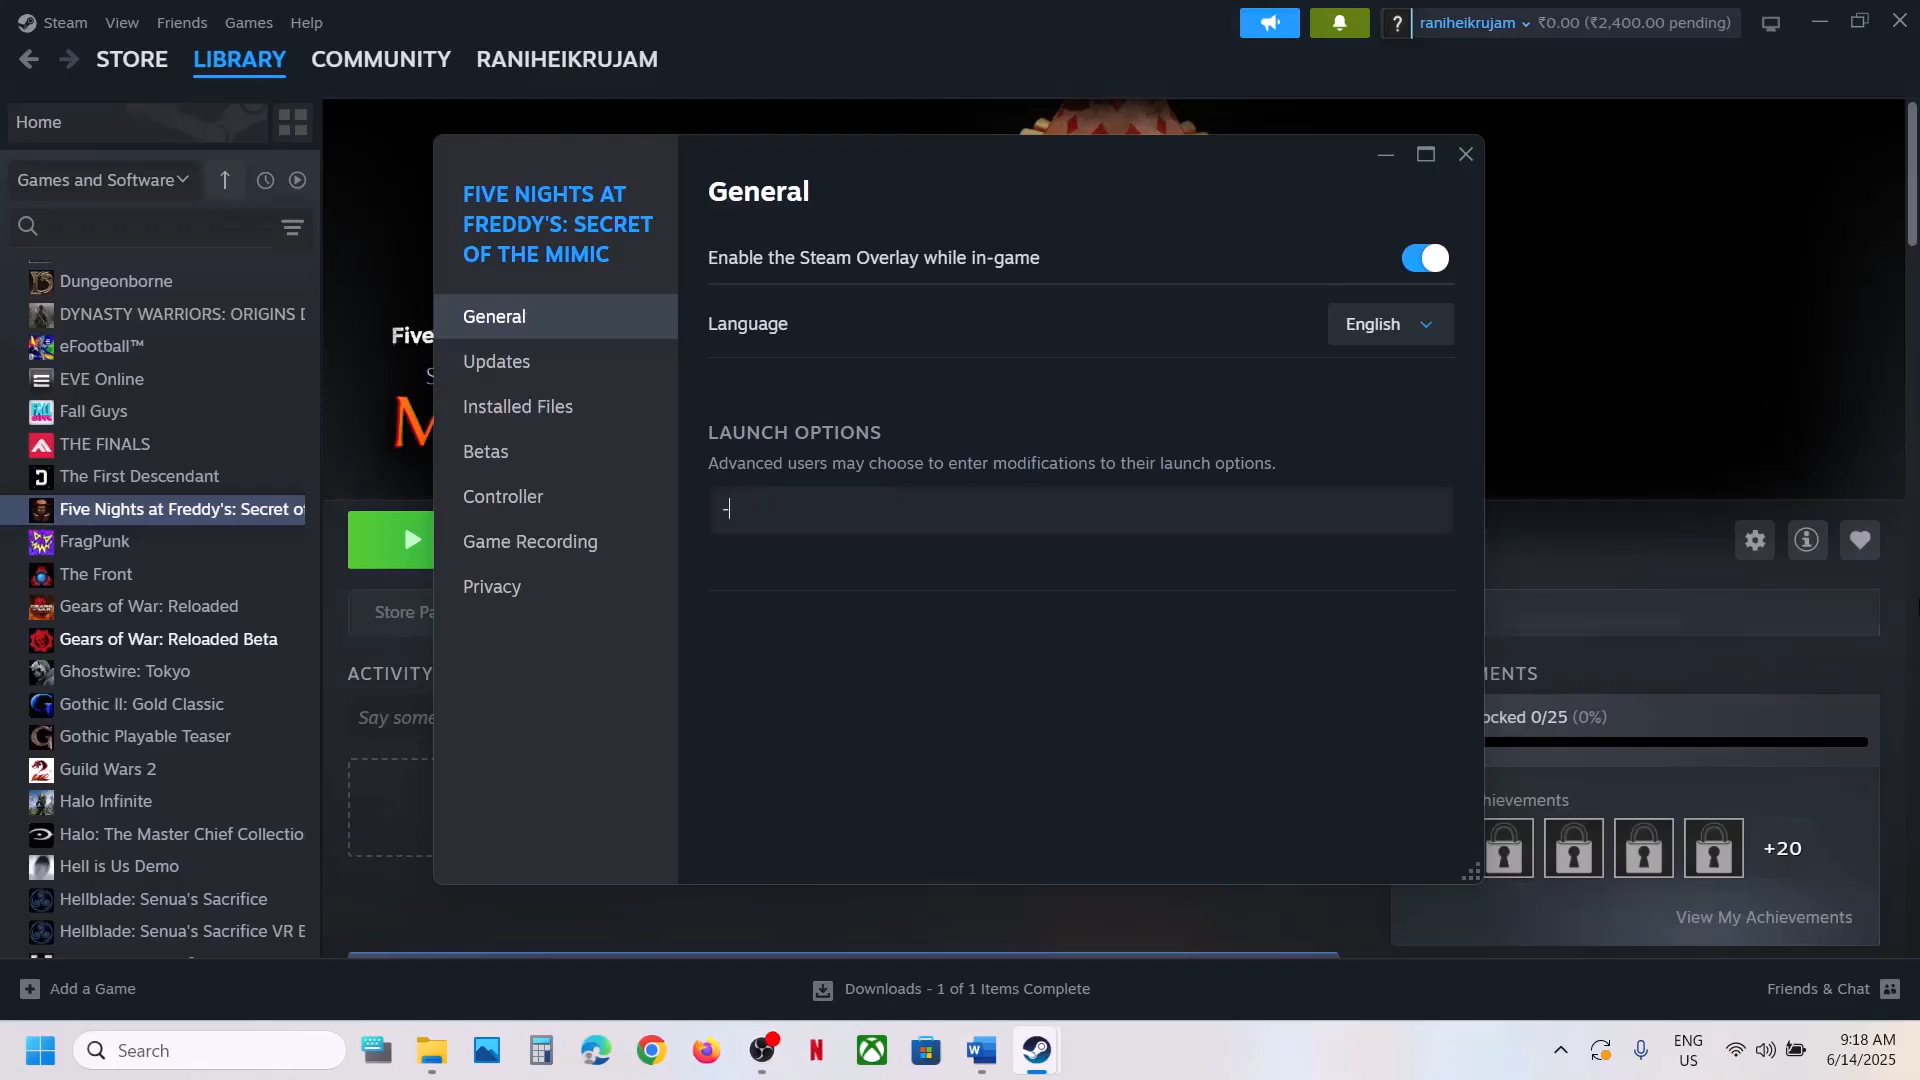 Steam
View
Friends
Games
Help
?
raniheikrujam
₹0.00 (₹2,400.00 pending)
STORE
LIBRARY
COMMUNITY
RANIHEIKRUJAM
Home
Games and Software
Dungeonborne
DYNASTY WARRIORS: ORIGINS D
eFootball™
EVE Online
Fall Guys
THE FINALS
The First Descendant
Five Nights at Freddy's: Secret of
FragPunk
The Front
Gears of War: Reloaded
Gears of War: Reloaded Beta
Ghostwire: Tokyo
Gothic II: Gold Classic
Gothic Playable Teaser
Guild Wars 2
Halo Infinite
Halo: The Master Chief Collectio
Hell is Us Demo
Hellblade: Senua's Sacrifice
Hellblade: Senua's Sacrifice VR E
Five
S
M
Store Pa
ACTIVITY
Say some
FIVE NIGHTS AT
FREDDY'S: SECRET
OF THE MIMIC
General
Updates
Installed Files
Betas
Controller
Game Recording
Privacy
General
Enable the Steam Overlay while in-game
Language
English
LAUNCH OPTIONS
Advanced users may choose to enter modifications to their launch options.
-
MENTS
ocked 0/25 (0%)
hievements
+20
View My Achievements
Add a Game
Downloads - 1 of 1 Items Complete
Friends & Chat
Search
ENG
US
9:18 AM
6/14/2025